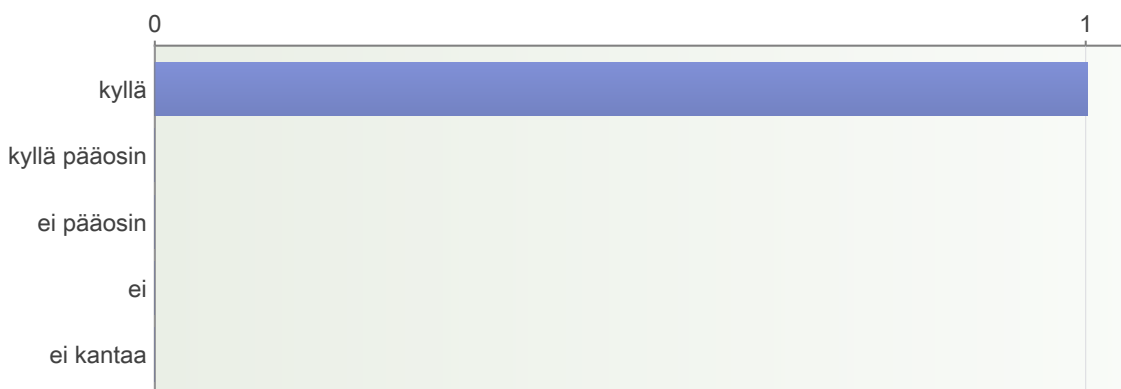 0 1
kyllä
kyllä pääosin
ei pääosin
ei
ei kantaa